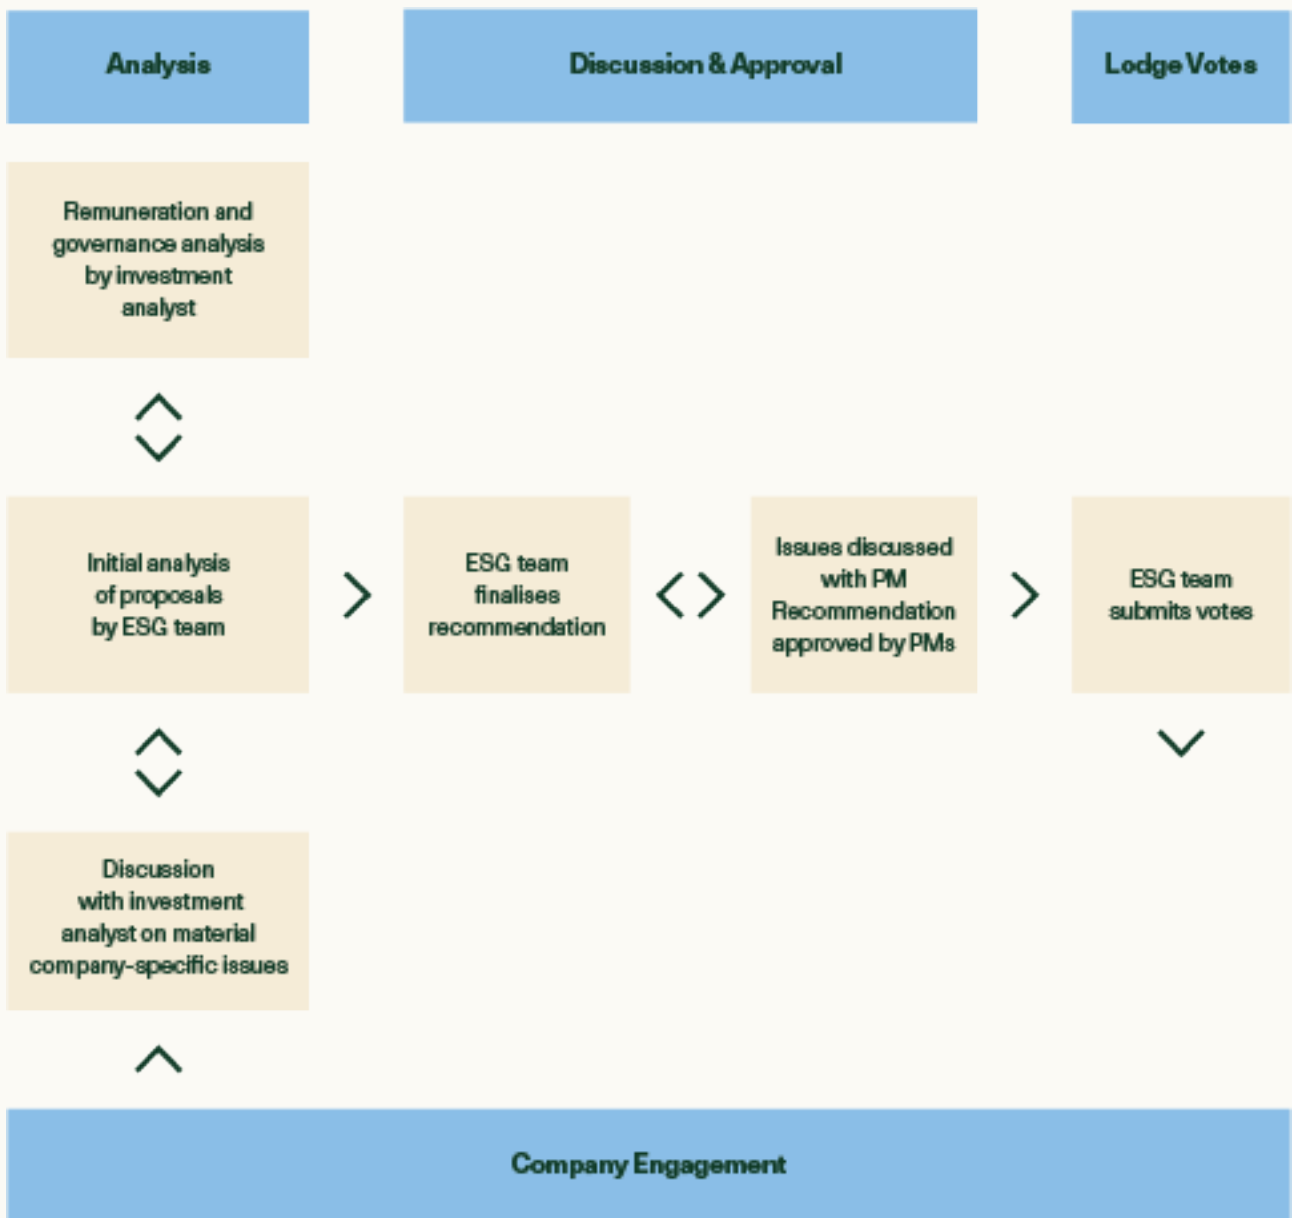 Analysis
Discussion & Approval
Lodge Votes
Remuneration and
governance analysis
by investment
analyst
Initial analysis
of proposals
by ESG team
ESG team
finalises
recommendation
Issues discussed
with PM
Recommendation
approved by PMs
ESG team
submits votes
Discussion
with investment
analyst on material
company-specific issues
Company Engagement